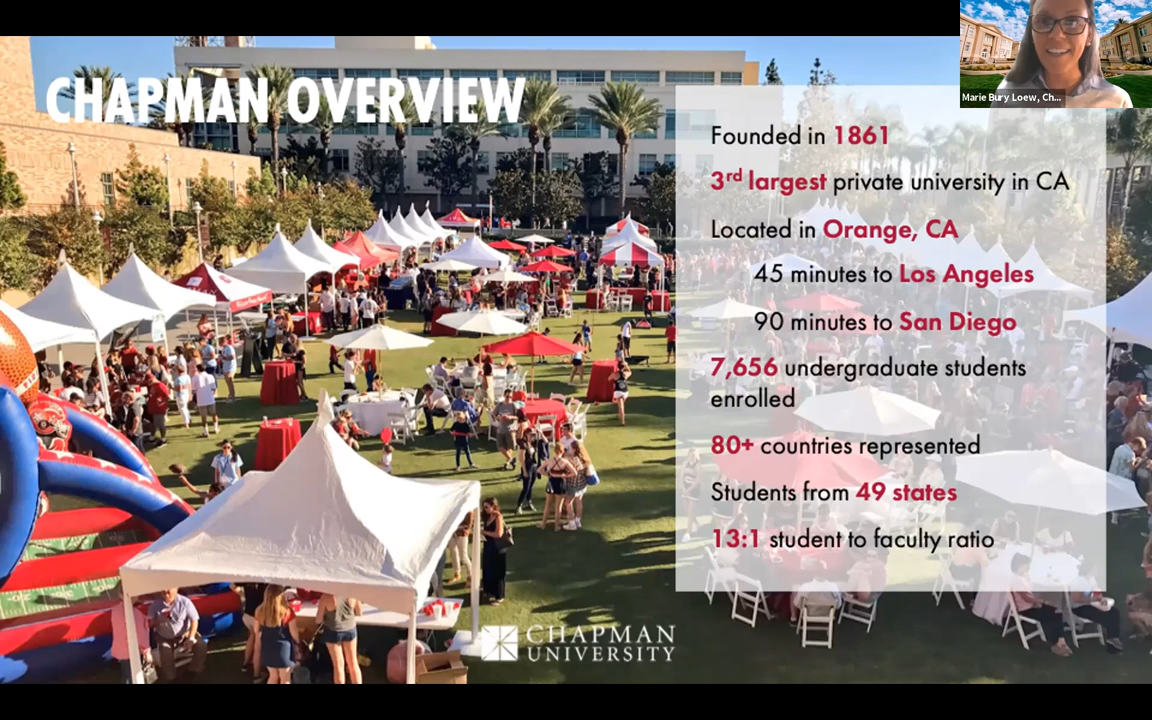 CHAPMAN OVERVIEW
Marie Bury Loew, Ch...
Founded in 1861
3rd largest private university in CA
Located in Orange, CA
45 minutes to Los Angeles
90 minutes to San Diego
7,656 undergraduate students
enrolled
80+ countries represented
Students from 49 states
13:1 student to faculty ratio
CHAPMAN
UNIVERSITY